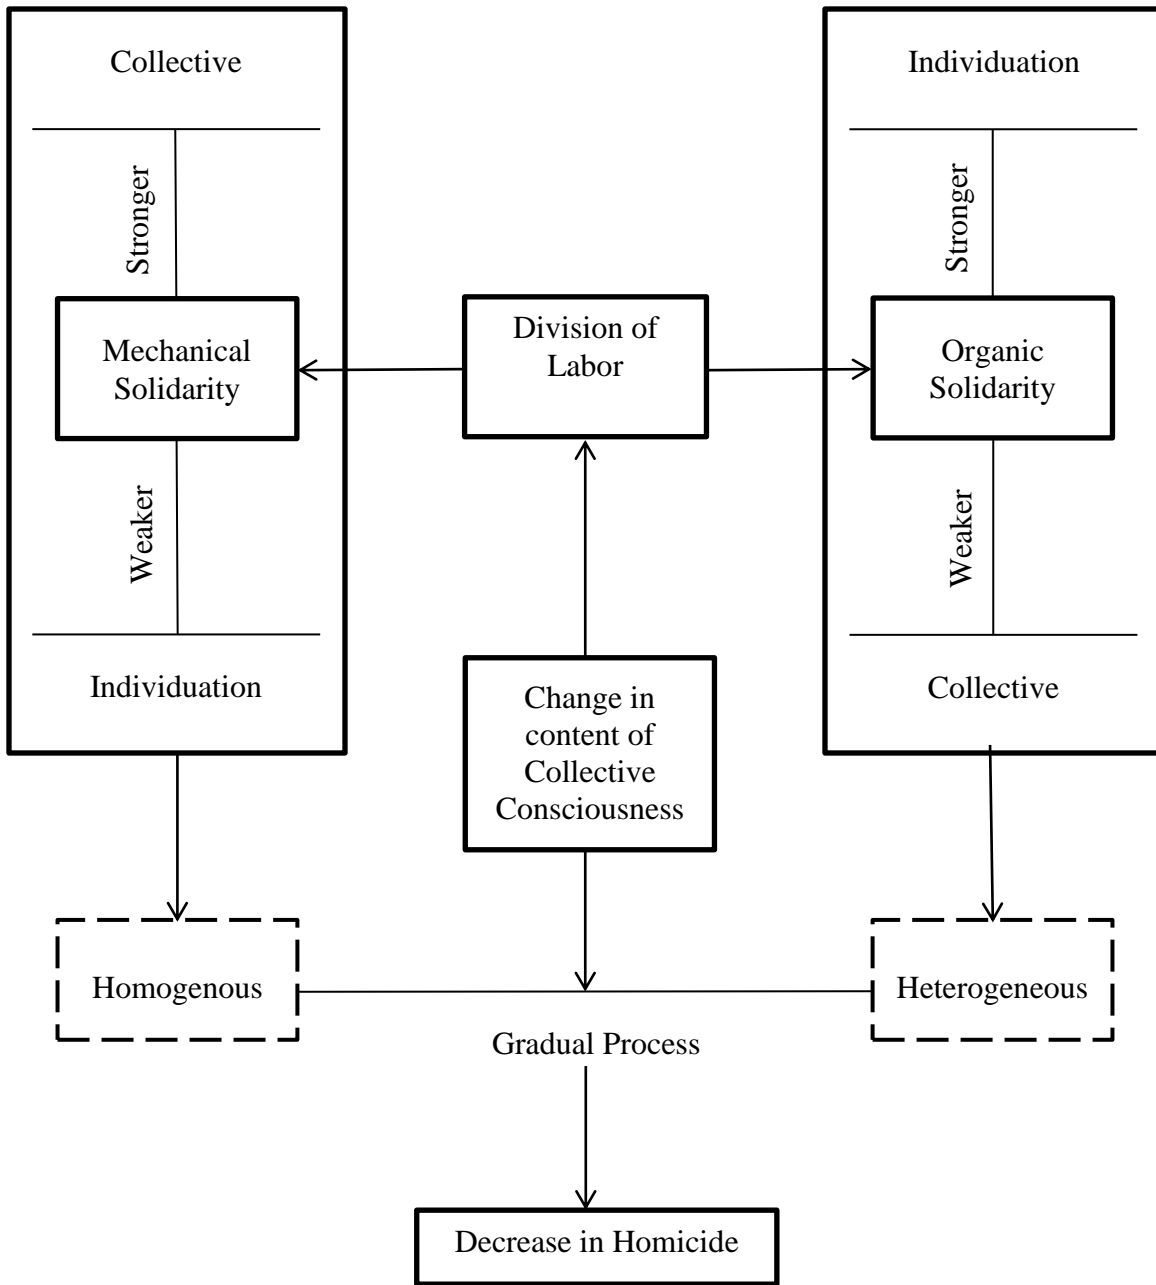 Collective
Individuation
Stronger
Stronger
Mechanical
Solidarity
Division of
Labor
Organic
Solidarity
Weaker
Weaker
Individuation
Change in
content of
Collective
Consciousness
Collective
Homogenous
Heterogeneous
Gradual Process
Decrease in Homicide